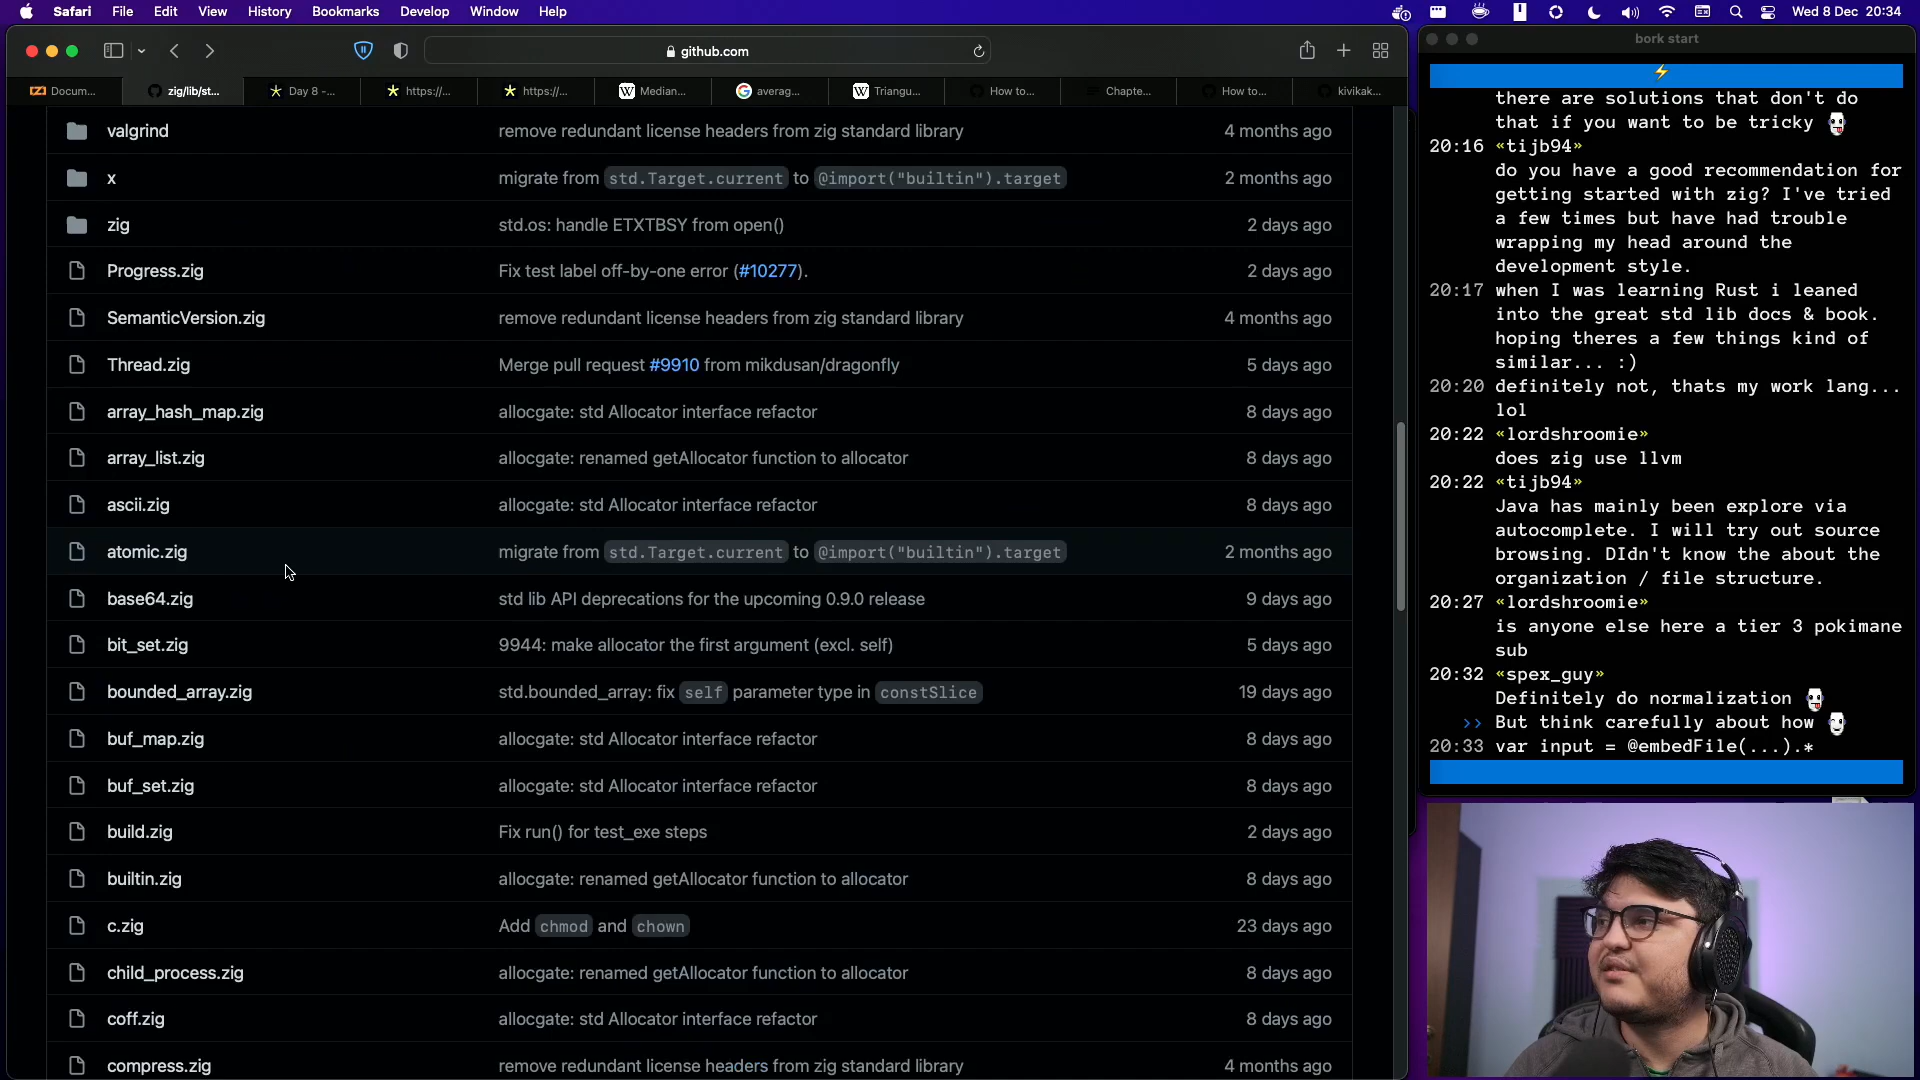 Safari File Edit View History Bookmarks Develop Window Help Wed 8 Dec 20:34
github.com
Docum... zig/lib/st... Day 8 -... https://... https://... Median... averag... Triangu... How to... Chapte... How to... kivikak...
valgrind remove redundant license headers from zig standard library 4 months ago
x migrate from std.Target.current to @import("builtin").target 2 months ago
zig std.os: handle ETXTBSY from open() 2 days ago
Progress.zig Fix test label off-by-one error (#10277). 2 days ago
SemanticVersion.zig remove redundant license headers from zig standard library 4 months ago
Thread.zig Merge pull request #9910 from mikdusan/dragonfly 5 days ago
array_hash_map.zig allocgate: std Allocator interface refactor 8 days ago
array_list.zig allocgate: renamed getAllocator function to allocator 8 days ago
ascii.zig allocgate: std Allocator interface refactor 8 days ago
atomic.zig migrate from std.Target.current to @import("builtin").target 2 months ago
base64.zig std lib API deprecations for the upcoming 0.9.0 release 9 days ago
bit_set.zig 9944: make allocator the first argument (excl. self) 5 days ago
bounded_array.zig std.bounded_array: fix self parameter type in constSlice 19 days ago
buf_map.zig allocgate: std Allocator interface refactor 8 days ago
buf_set.zig allocgate: std Allocator interface refactor 8 days ago
build.zig Fix run() for test_exe steps 2 days ago
builtin.zig allocgate: renamed getAllocator function to allocator 8 days ago
c.zig Add chmod and chown 23 days ago
child_process.zig allocgate: renamed getAllocator function to allocator 8 days ago
coff.zig allocgate: std Allocator interface refactor 8 days ago
compress.zig remove redundant license headers from zig standard library 4 months ago
bork start
there are solutions that don't do
that if you want to be tricky
20:16 «tijb94»
do you have a good recommendation for
getting started with zig? I've tried
a few times but have had trouble
wrapping my head around the
development style.
20:17 when I was learning Rust i leaned
into the great std lib docs & book.
hoping theres a few things kind of
similar... :)
20:20 definitely not, thats my work lang...
lol
20:22 «lordshroomie»
does zig use llvm
20:22 «tijb94»
Java has mainly been explore via
autocomplete. I will try out source
browsing. DIdn't know the about the
organization / file structure.
20:27 «lordshroomie»
is anyone else here a tier 3 pokimane
sub
20:32 «spex_guy»
Definitely do normalization
>> But think carefully about how
20:33 var input = @embedFile(...).*